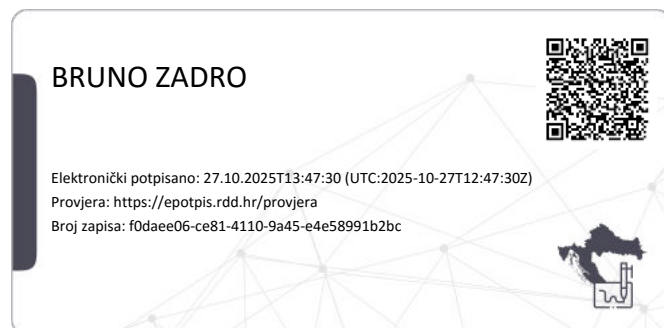 BRUNO ZADRO
Elektronički potpisano: 27.10.2025T13:47:30 (UTC:2025-10-27T12:47:30Z)
Provjera: https://epotpis.rdd.hr/provjera
Broj zapisa: f0daee06-ce81-4110-9a45-e4e58991b2bc